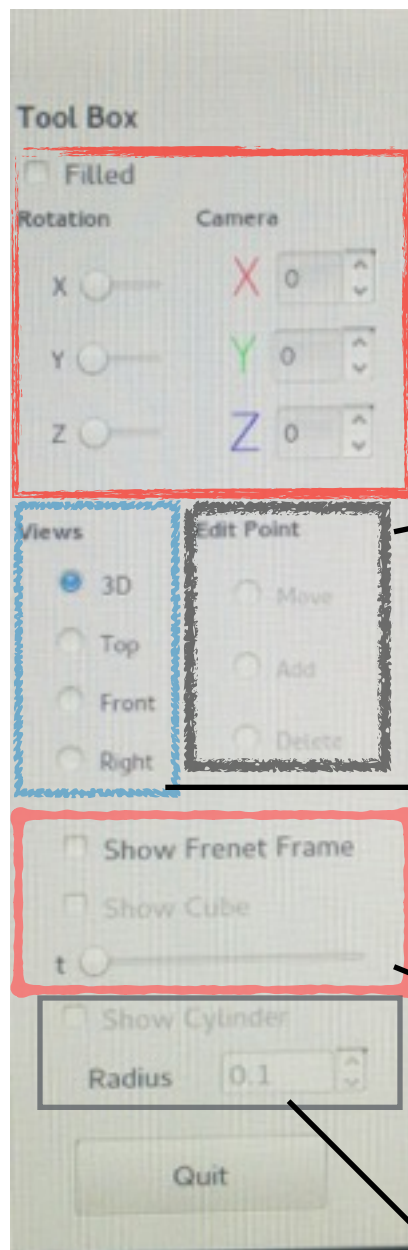 Tool Box
Filled
Rotation Camera
X X 0
Y Y 0
Z Z 0
Views Edit Point
3D Move
Top Add
Front
Right Delete
Show Frenet Frame
Show Cube
t
Show Cylinder
Radius 0.1
Quit